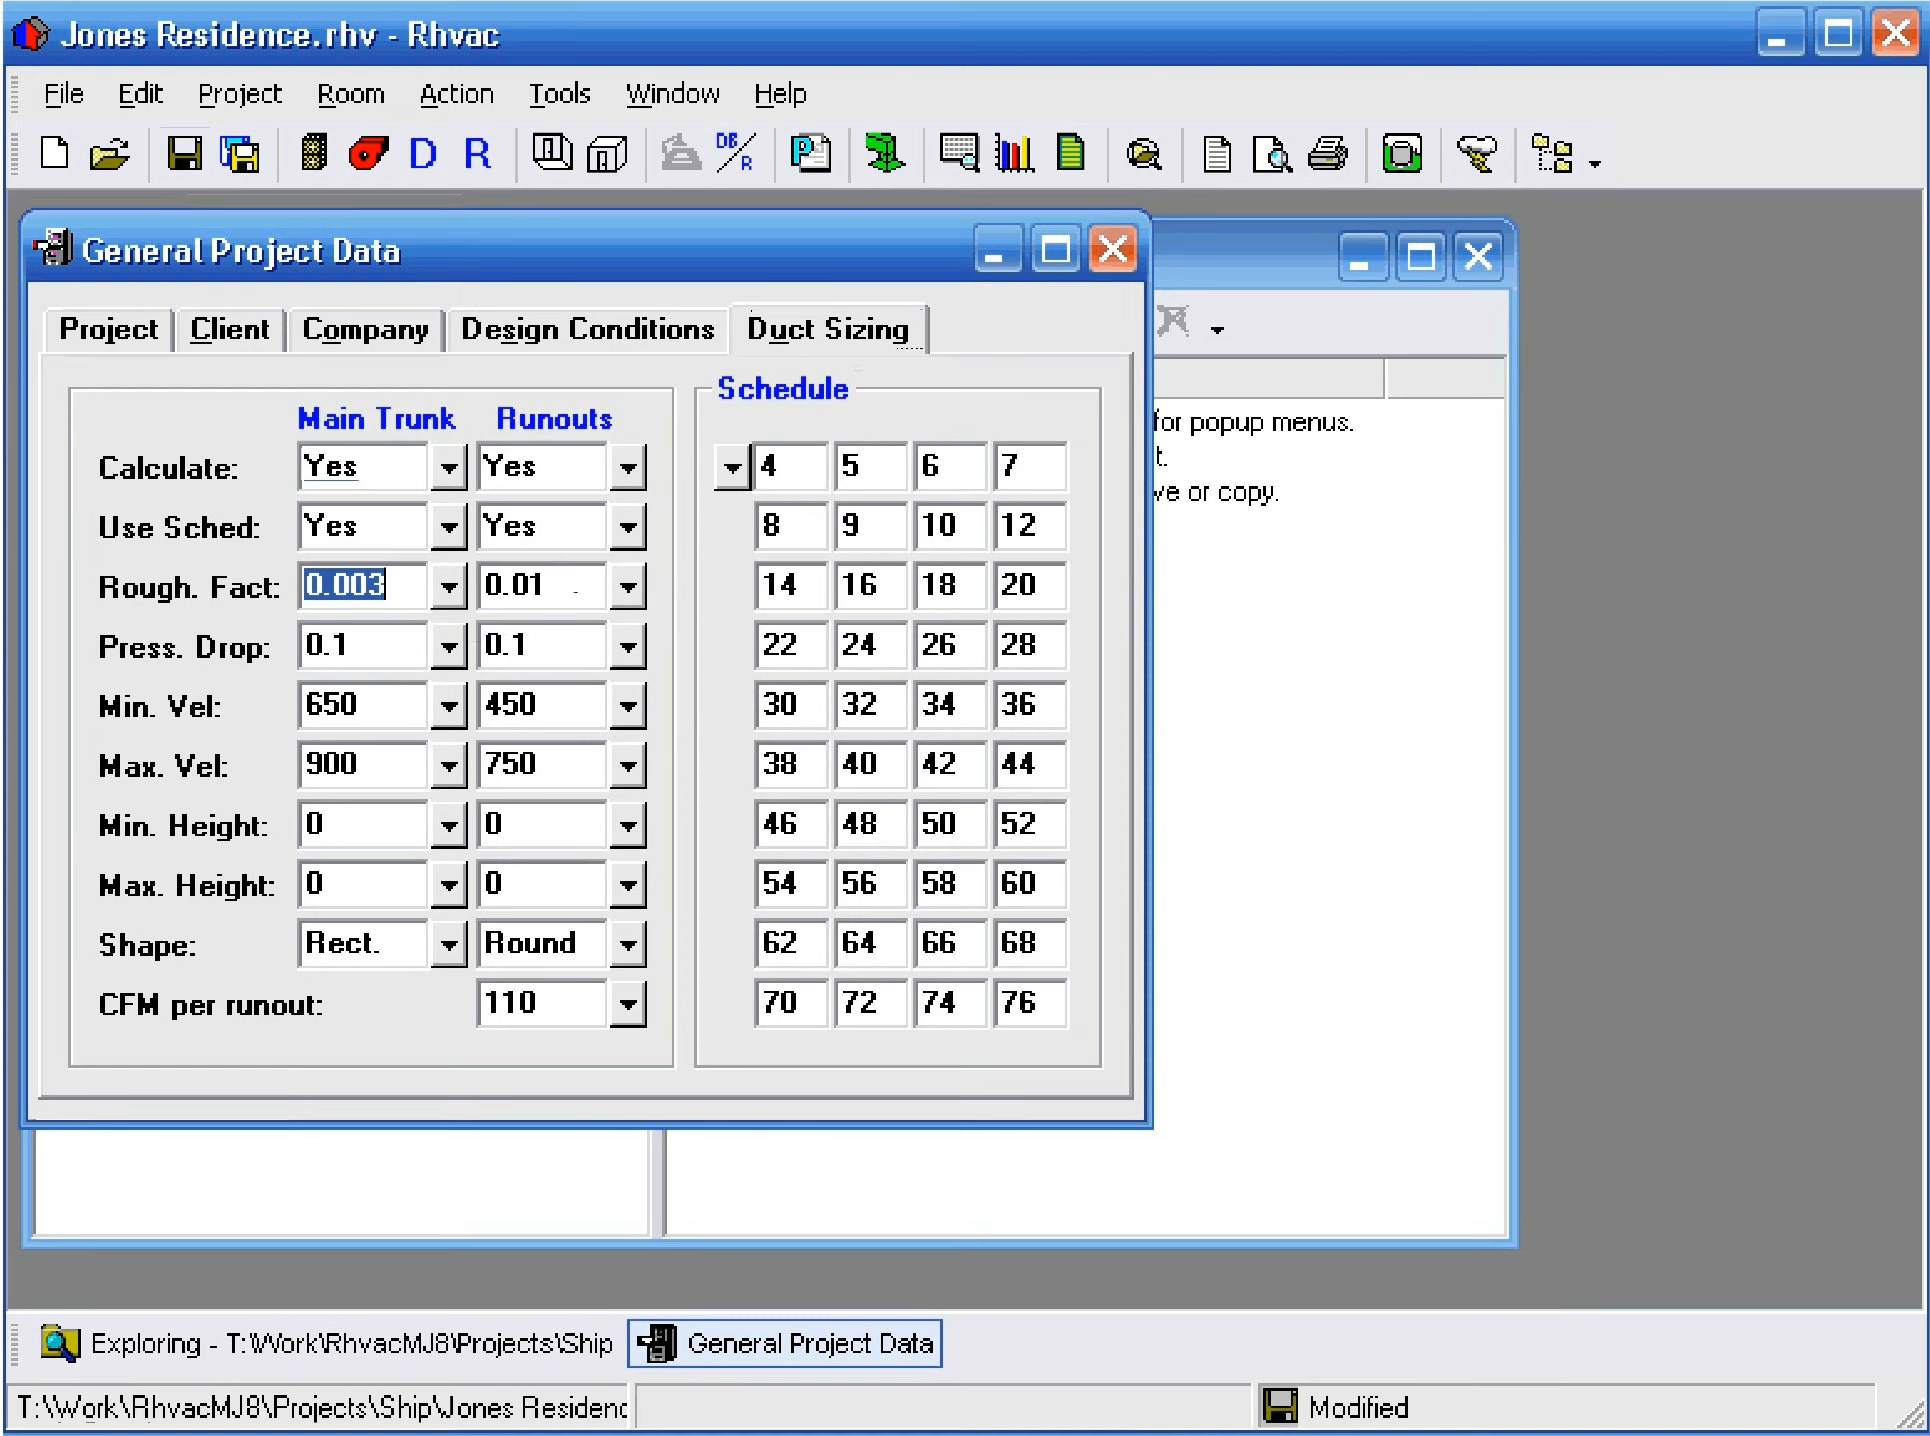 Jones Residence.rhv - Rhvac
File Edit Project Room Action Tools Window Help
D R DB/R P
General Project Data
Project Client Company Design Conditions Duct Sizing
Schedule
Main Trunk Runouts
Calculate: Yes Yes
Use Sched: Yes Yes
Rough. Fact: 0.003 0.01
Press. Drop: 0.1 0.1
Min. Vel: 650 450
Max. Vel: 900 750
Min. Height: 0 0
Max. Height: 0 0
Shape: Rect. Round
CFM per runout: 110
4 5 6 7
8 9 10 12
14 16 18 20
22 24 26 28
30 32 34 36
38 40 42 44
46 48 50 52
54 56 58 60
62 64 66 68
70 72 74 76
for popup menus.
t.
ve or copy.
Exploring - T:\Work\RhvacMJ8\Projects\Ship
General Project Data
T:\Work\RhvacMJ8\Projects\Ship\Jones Residenc
Modified